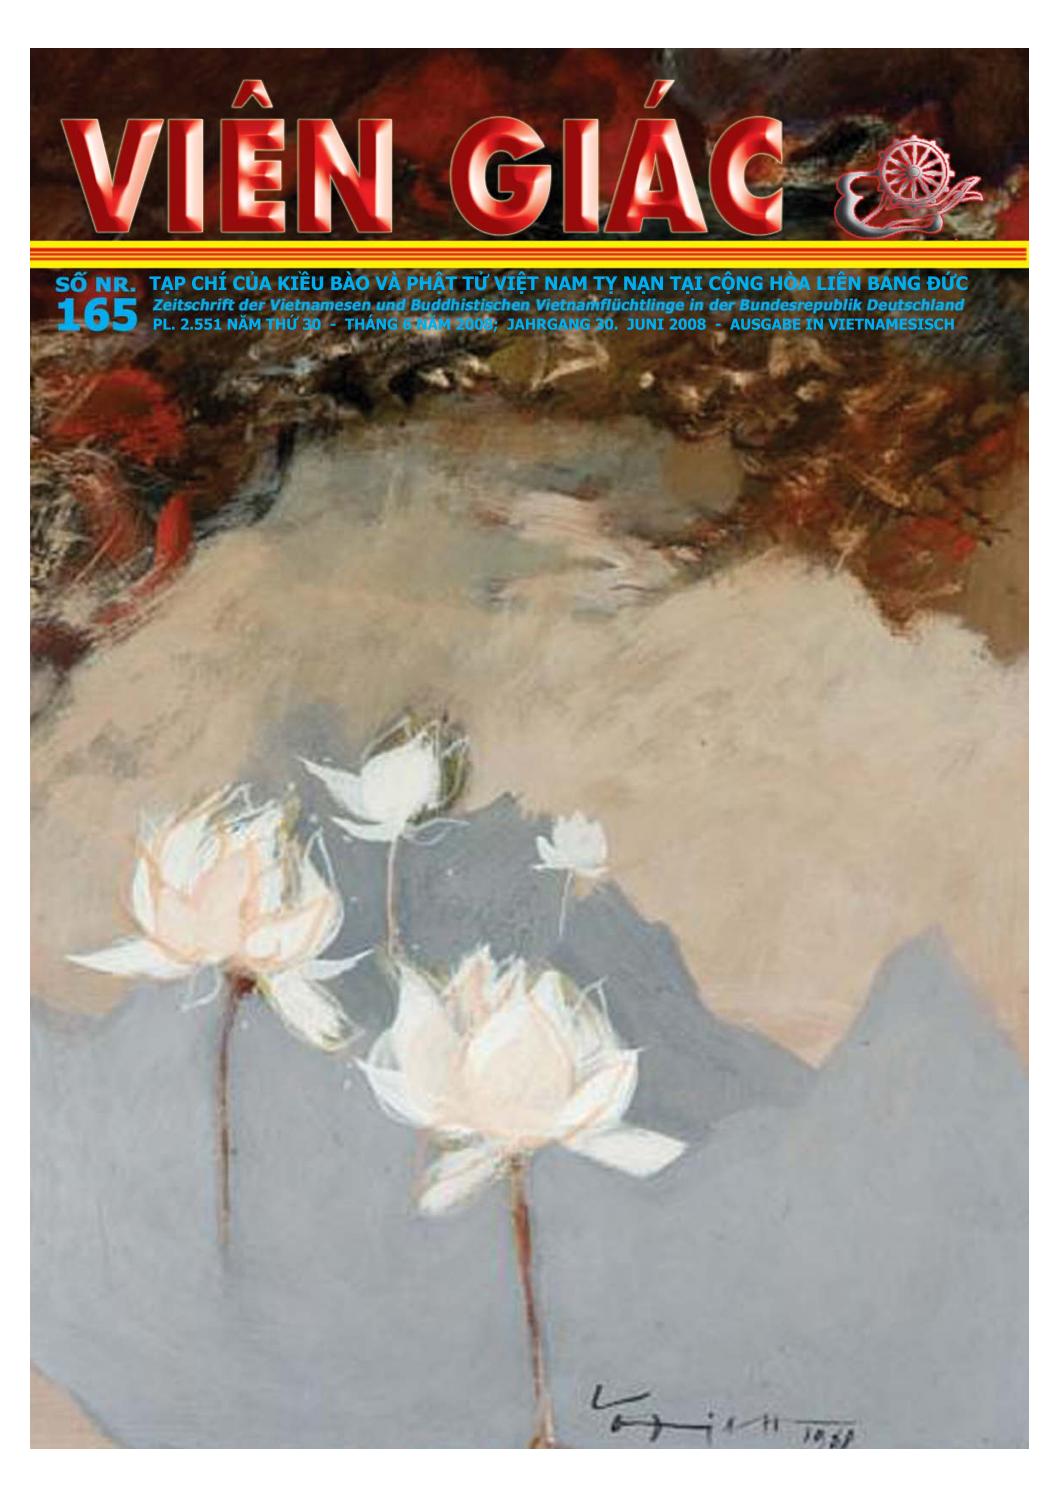 VIÊN GIÁC
SỐ NR.
165
TẠP CHÍ CỦA KIỀU BÀO VÀ PHẬT TỬ VIỆT NAM TỴ NẠN TẠI CỘNG HÒA LIÊN BANG ĐỨC
Zeitschrift der Vietnamesen und Buddhistischen Vietnamflüchtlinge in der Bundesrepublik Deutschland
PL. 2.551 NĂM THỨ 30 - THÁNG 6 NĂM 2008; JAHRGANG 30. JUNI 2008 - AUSGABE IN VIETNAMESISCH